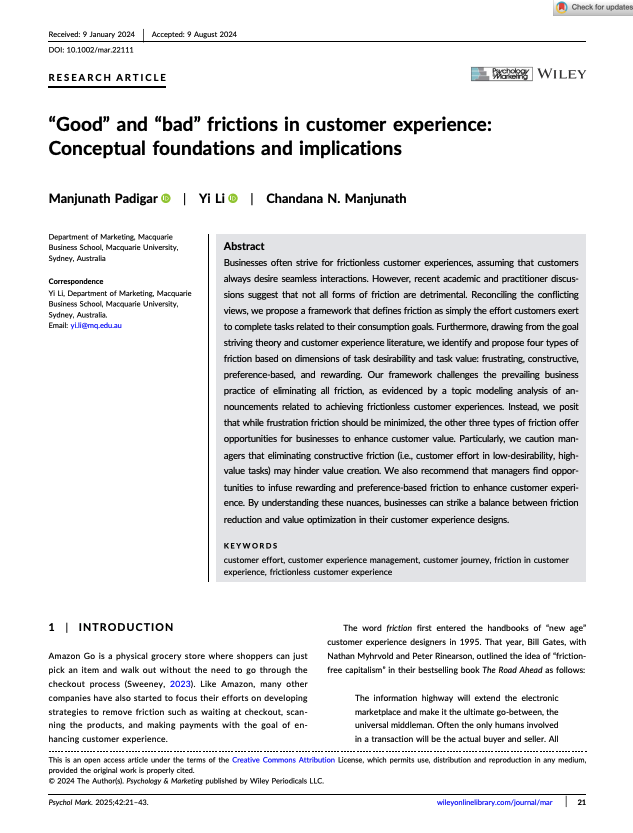 Check for updates
Received: 9 January 2024 | Accepted: 9 August 2024
DOI: 10.1002/mar.22111
RESEARCH ARTICLE
Psychology & Marketing WILEY
“Good” and “bad” frictions in customer experience:
Conceptual foundations and implications
Manjunath Padigar | Yi Li | Chandana N. Manjunath
Department of Marketing, Macquarie
Business School, Macquarie University,
Sydney, Australia
Correspondence
Yi Li, Department of Marketing, Macquarie
Business School, Macquarie University,
Sydney, Australia.
Email: yi.li@mq.edu.au
Abstract
Businesses often strive for frictionless customer experiences, assuming that customers
always desire seamless interactions. However, recent academic and practitioner discus-
sions suggest that not all forms of friction are detrimental. Reconciling the conflicting
views, we propose a framework that defines friction as simply the effort customers exert
to complete tasks related to their consumption goals. Furthermore, drawing from the goal
striving theory and customer experience literature, we identify and propose four types of
friction based on dimensions of task desirability and task value: frustrating, constructive,
preference-based, and rewarding. Our framework challenges the prevailing business
practice of eliminating all friction, as evidenced by a topic modeling analysis of an-
nouncements related to achieving frictionless customer experiences. Instead, we posit
that while frustration friction should be minimized, the other three types of friction offer
opportunities for businesses to enhance customer value. Particularly, we caution man-
agers that eliminating constructive friction (i.e., customer effort in low-desirability, high-
value tasks) may hinder value creation. We also recommend that managers find oppor-
tunities to infuse rewarding and preference-based friction to enhance customer experi-
ence. By understanding these nuances, businesses can strike a balance between friction
reduction and value optimization in their customer experience designs.
KEYWORDS
customer effort, customer experience management, customer journey, friction in customer
experience, frictionless customer experience
1 | INTRODUCTION
Amazon Go is a physical grocery store where shoppers can just
pick an item and walk out without the need to go through the
checkout process (Sweeney, 2023). Like Amazon, many other
companies have also started to focus their efforts on developing
strategies to remove friction such as waiting at checkout, scan-
ning the products, and making payments with the goal of en-
hancing customer experience.
The word friction first entered the handbooks of “new age”
customer experience designers in 1995. That year, Bill Gates, with
Nathan Myhrvold and Peter Rinearson, outlined the idea of “friction-
free capitalism” in their bestselling book The Road Ahead as follows:
The information highway will extend the electronic
marketplace and make it the ultimate go-between, the
universal middleman. Often the only humans involved
in a transaction will be the actual buyer and seller. All
This is an open access article under the terms of the Creative Commons Attribution License, which permits use, distribution and reproduction in any medium,
provided the original work is properly cited.
© 2024 The Author(s). Psychology & Marketing published by Wiley Periodicals LLC.
Psychol Mark. 2025;42:21–43.
wileyonlinelibrary.com/journal/mar | 21